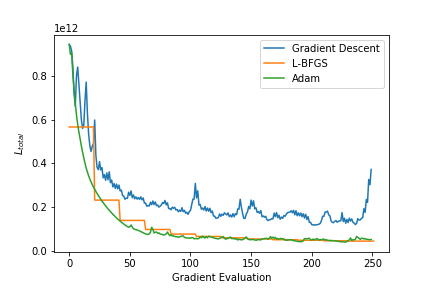 1e12
Gradient Descent
L-BFGS
Adam
0.8
0.6
0.4
0.2
0.0
L_total
0 50 100 150 200 250
Gradient Evaluation